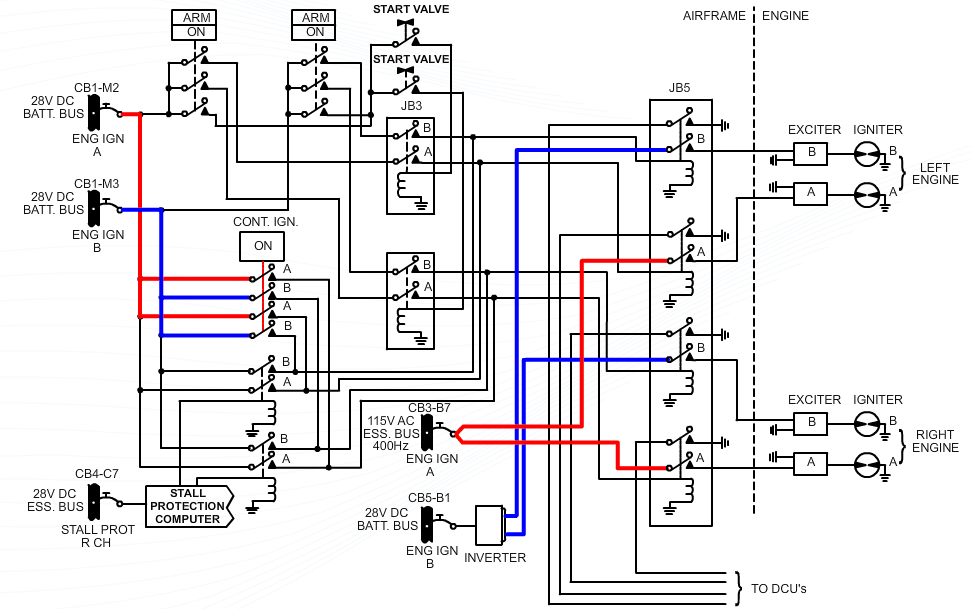 ARM
ON
ARM
ON
START VALVE
START VALVE
AIRFRAME
ENGINE
CB1-M2
28V DC
BATT. BUS
ENG IGN
A
JB3
B
A
JB5
B
EXCITER
IGNITER
B
B
A
A
LEFT
ENGINE
CB1-M3
28V DC
BATT. BUS
ENG IGN
B
CONT. IGN.
ON
A
B
A
B
B
A
A
B
A
B
A
B
EXCITER
IGNITER
B
B
A
A
RIGHT
ENGINE
A
CB3-B7
115V AC
ESS. BUS
400Hz
ENG IGN
A
CB4-C7
28V DC
ESS. BUS
STALL PROT
R CH
STALL
PROTECTION
COMPUTER
CB5-B1
28V DC
BATT. BUS
ENG IGN
B
INVERTER
TO DCU's